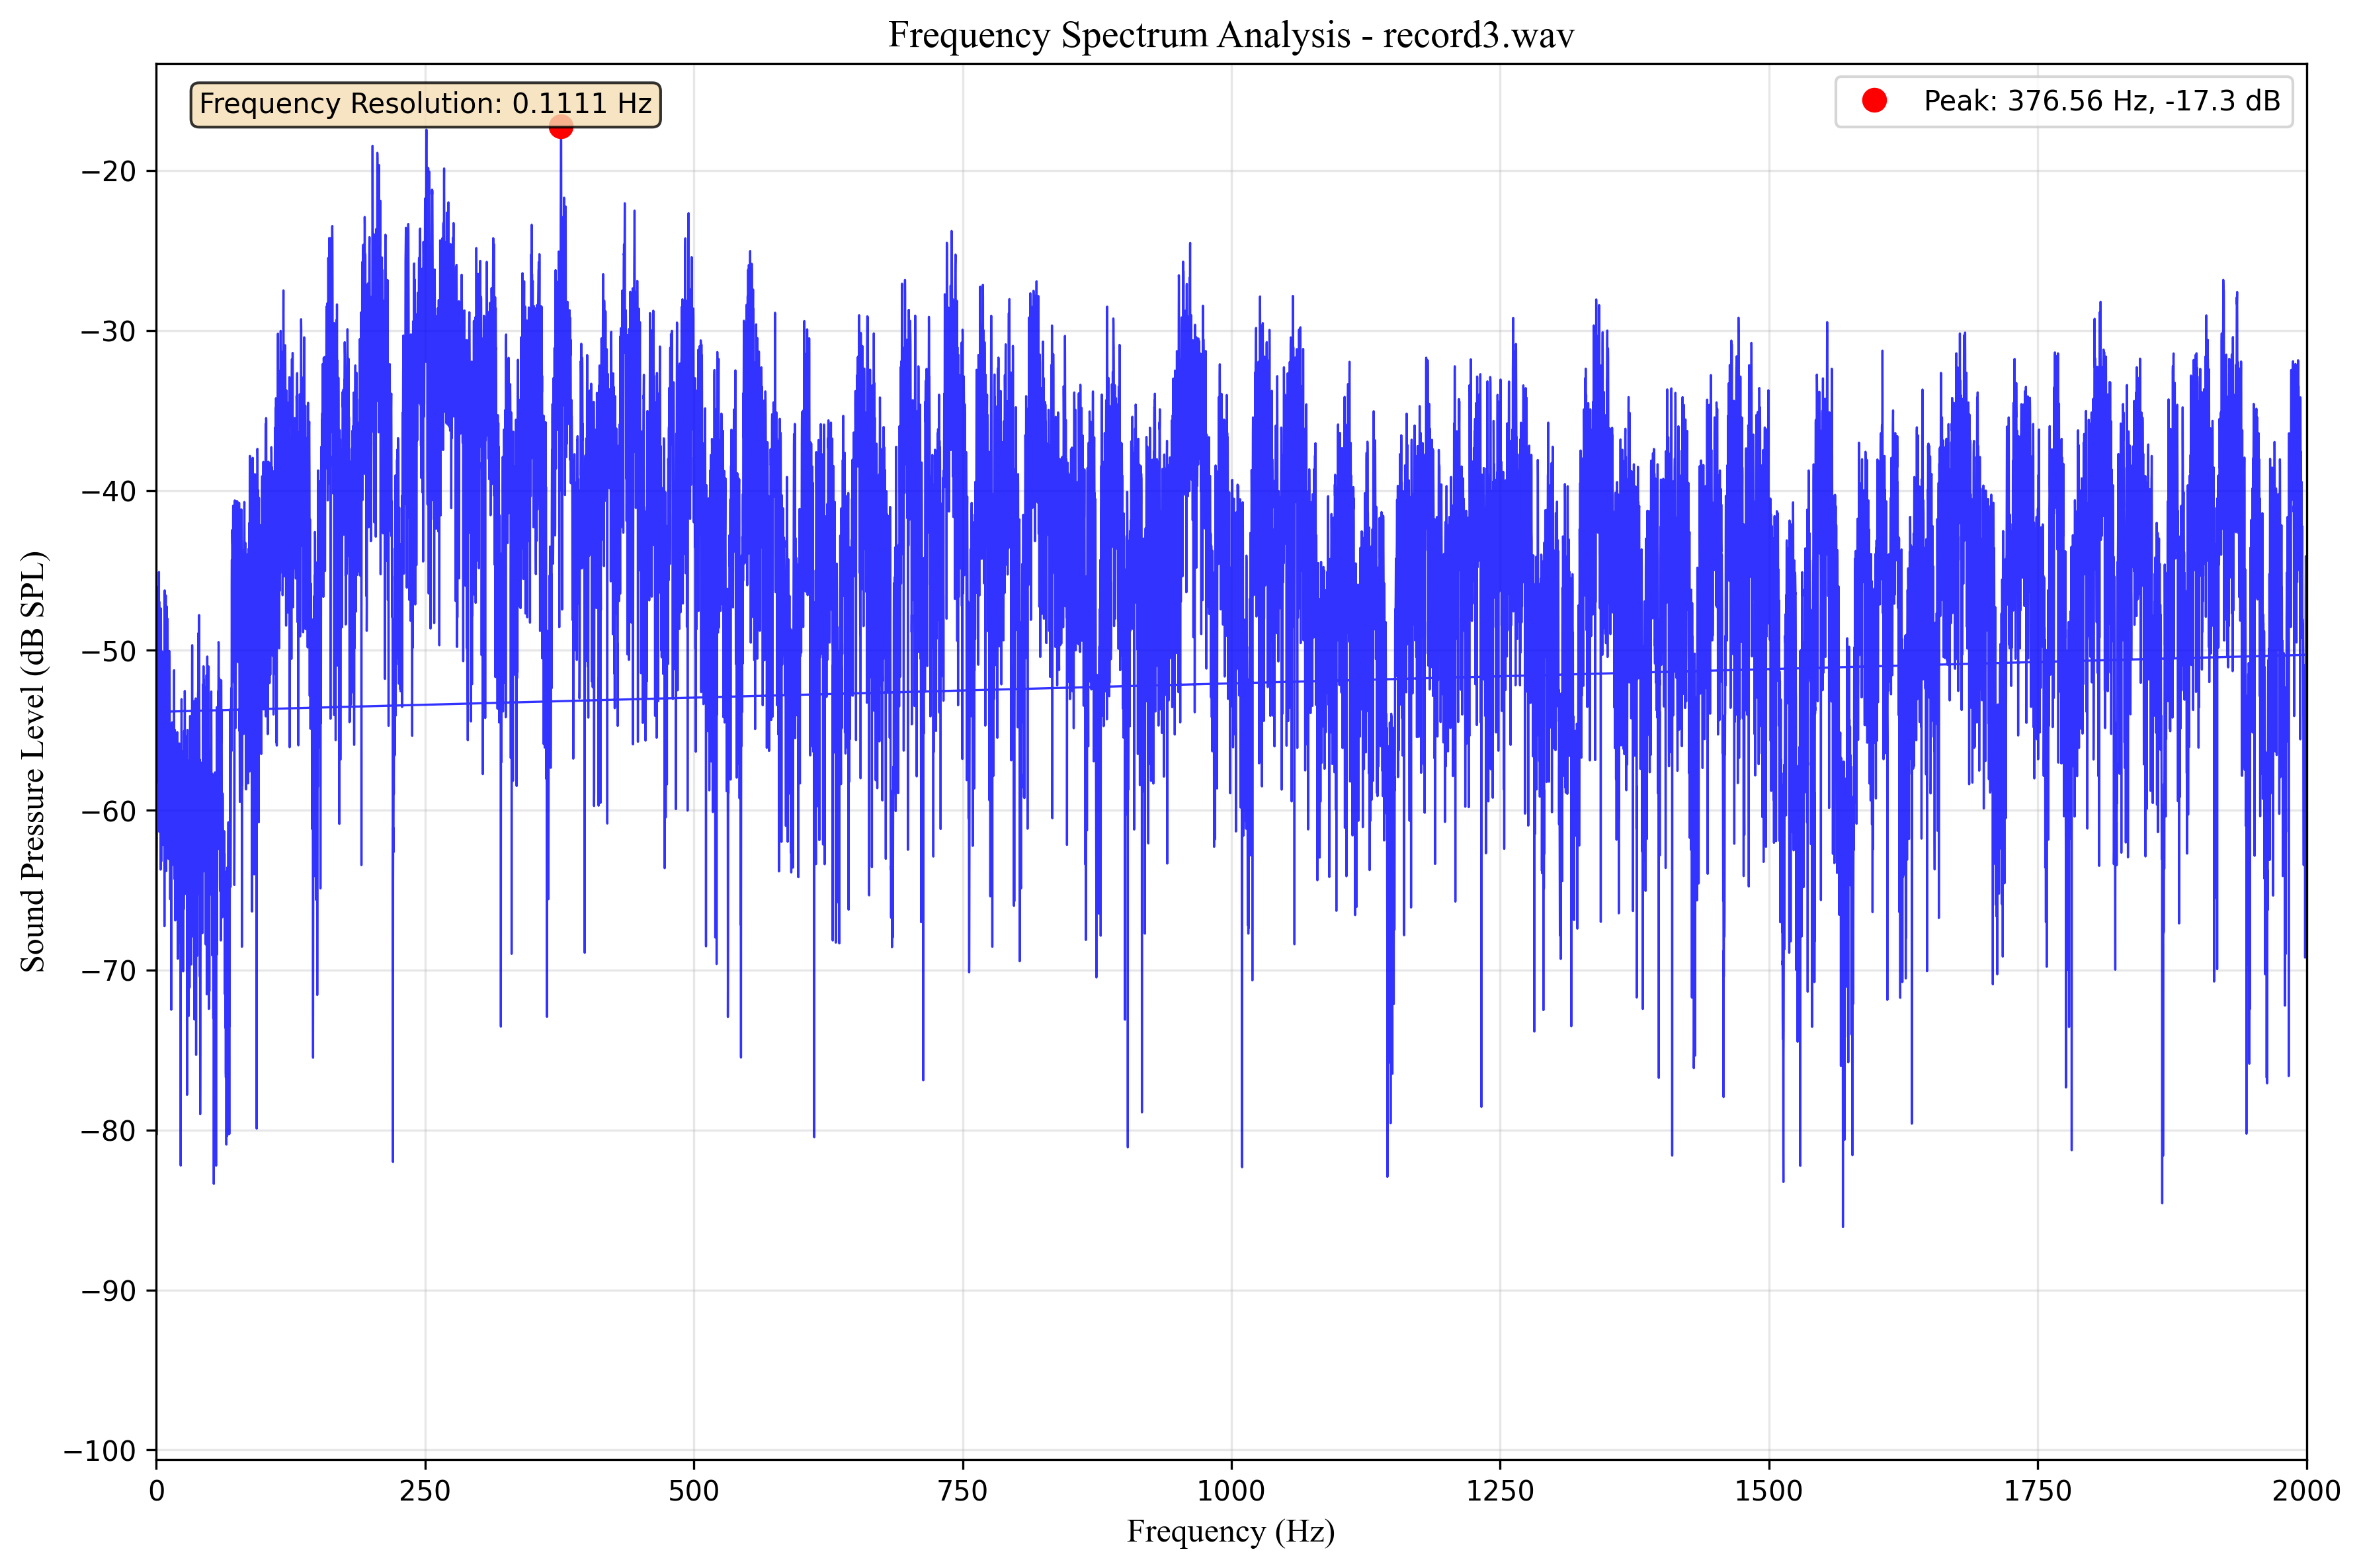 Frequency Spectrum Analysis - record3.wav
Frequency Resolution: 0.1111 Hz
Peak: 376.56 Hz, -17.3 dB
Sound Pressure Level (dB SPL)
−20
−30
−40
−50
−60
−70
−80
−90
−100
0 250 500 750 1000 1250 1500 1750 2000
Frequency (Hz)